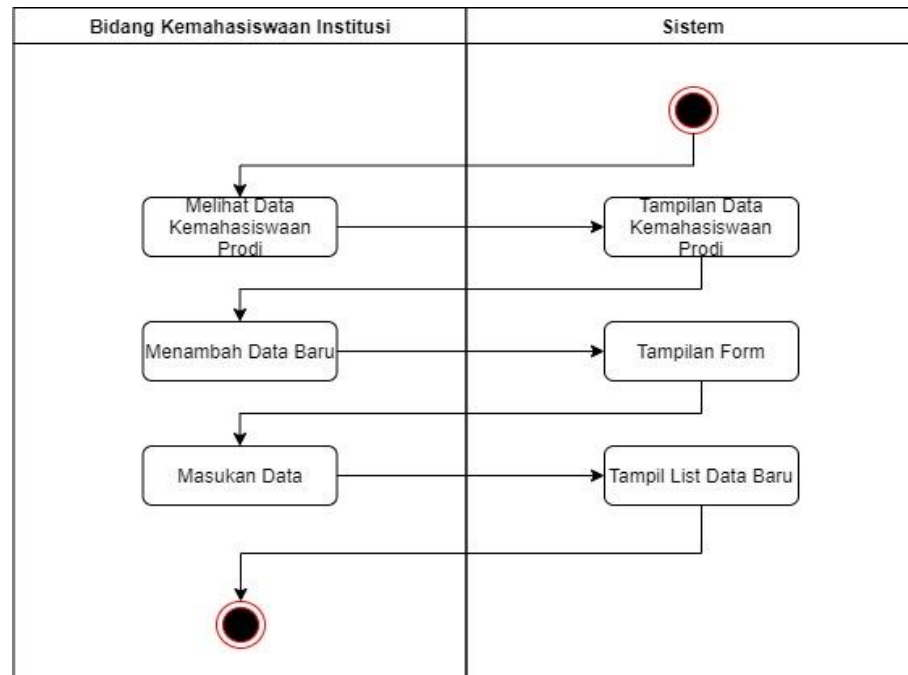 Bidang Kemahasiswaan Institusi
Sistem
Melihat Data
Kemahasiswaan
Prodi
Tampilan Data
Kemahasiswaan
Prodi
Menambah Data Baru
Tampilan Form
Masukan Data
Tampil List Data Baru